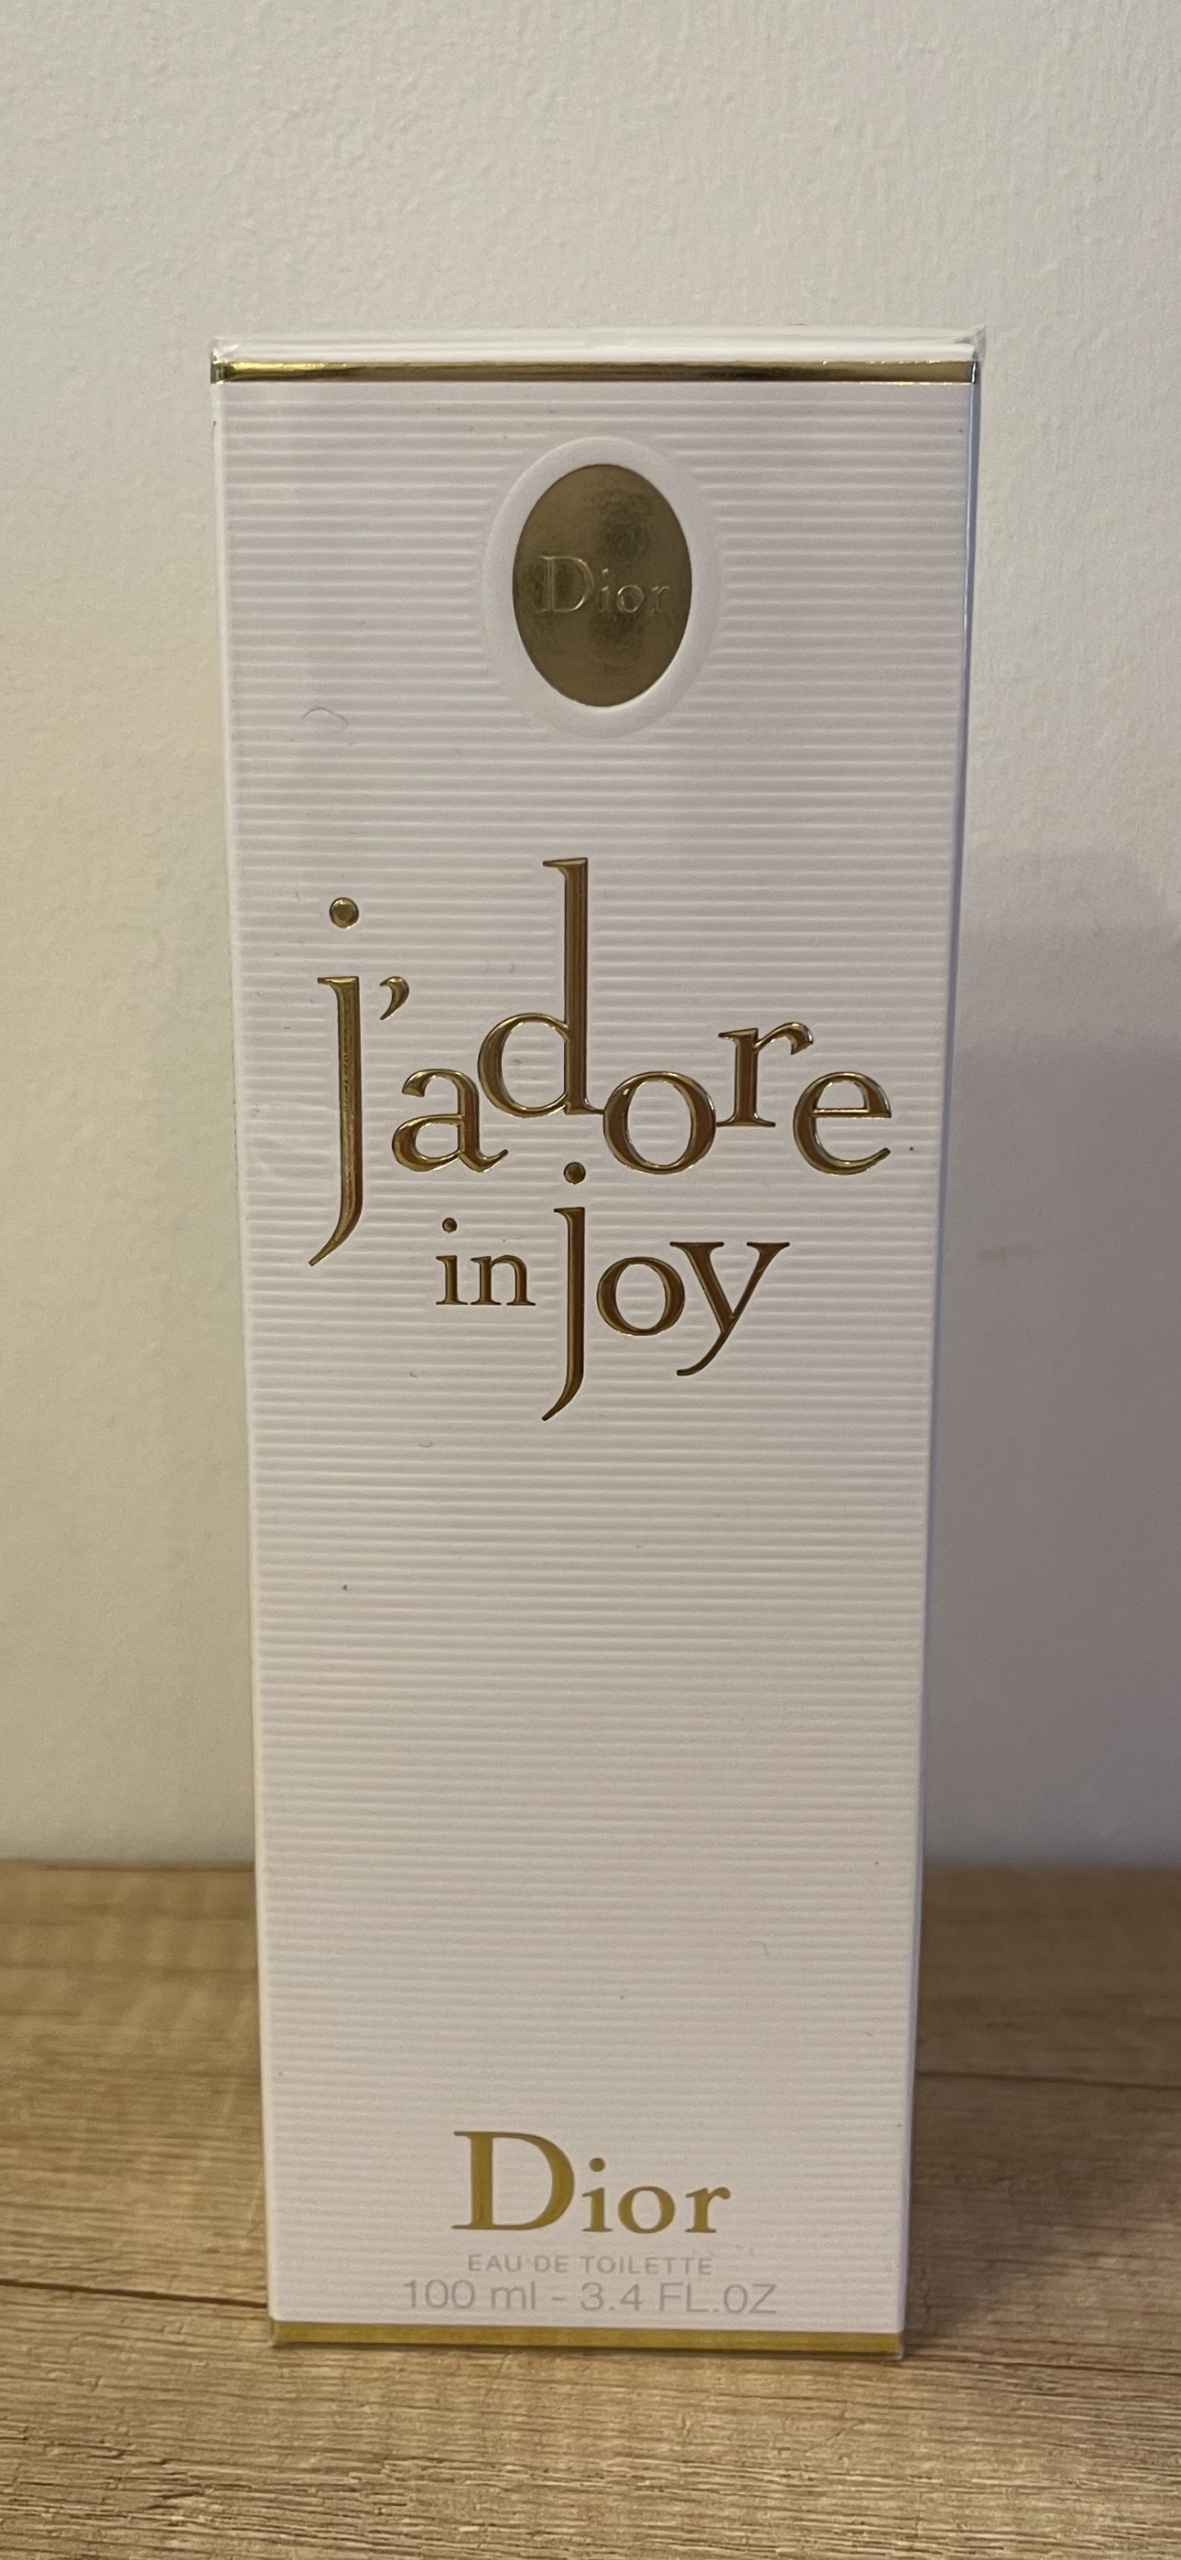 Dior
j'adore
in joy
Dior
EAU DE TOILETTE
100 ml - 3.4 FL.OZ